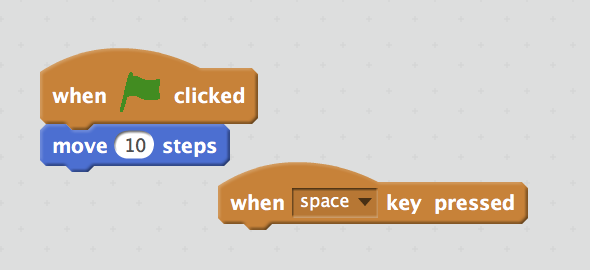 when clicked
move 10 steps
when space key pressed